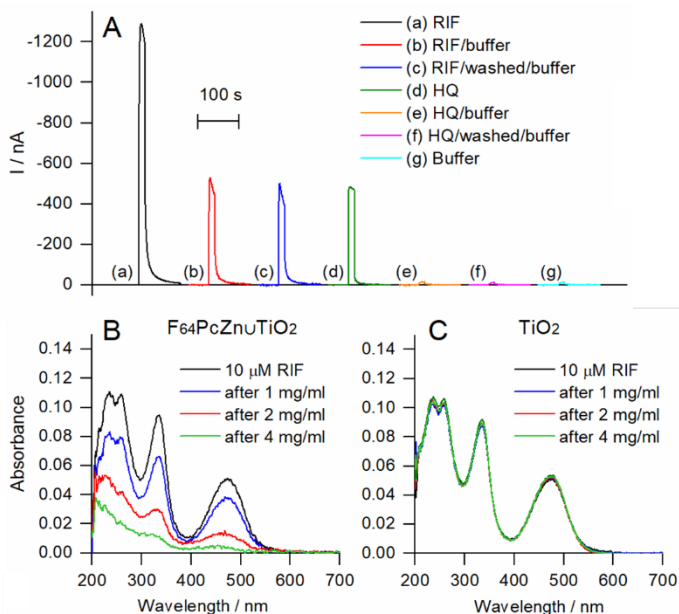 A
I / nA
-1200
-1000
-800
-600
-400
-200
0
100 s
(a) RIF
(b) RIF/buffer
(c) RIF/washed/buffer
(d) HQ
(e) HQ/buffer
(f) HQ/washed/buffer
(g) Buffer
(a) (b) (c) (d) (e) (f) (g)
B F₆₄PcZn∪TiO₂
Absorbance
0.14
0.12
0.10
0.08
0.06
0.04
0.02
0.00
10 μM RIF
after 1 mg/ml
after 2 mg/ml
after 4 mg/ml
200 300 400 500 600 700
Wavelength / nm
C TiO₂
0.14
0.12
0.10
0.08
0.06
0.04
0.02
0.00
10 μM RIF
after 1 mg/ml
after 2 mg/ml
after 4 mg/ml
200 300 400 500 600 700
Wavelength / nm